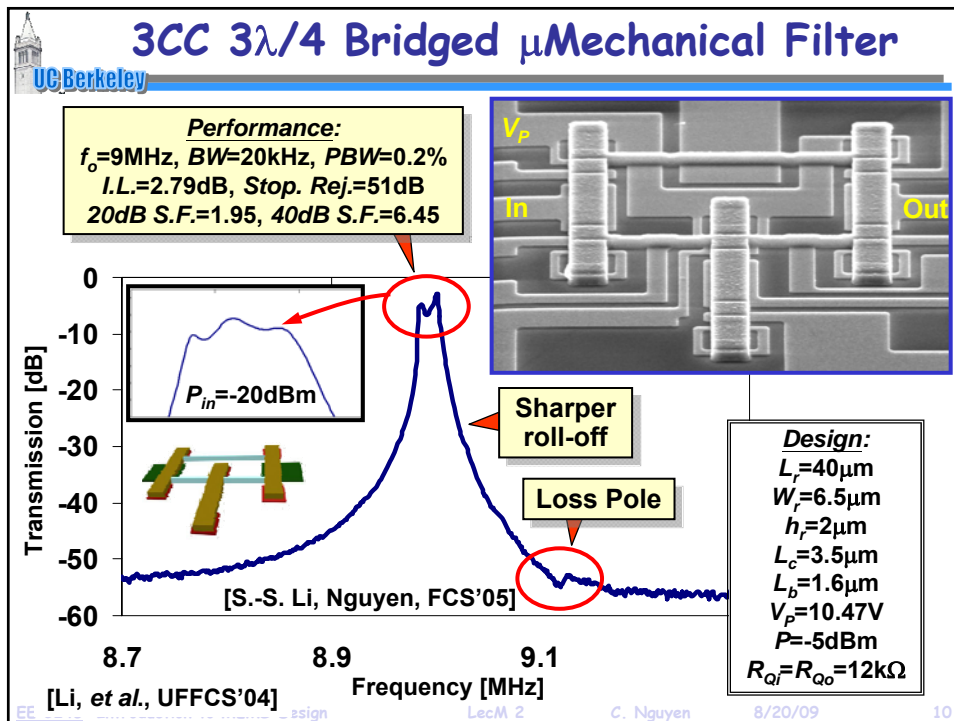 3CC 3λ/4 Bridged μMechanical Filter
UC Berkeley
Performance:
fo=9MHz, BW=20kHz, PBW=0.2%
I.L.=2.79dB, Stop. Rej.=51dB
20dB S.F.=1.95, 40dB S.F.=6.45
VP
In
Out
0
-10
-20
-30
-40
-50
-60
Transmission [dB]
Pin=-20dBm
Sharper
roll-off
Loss Pole
[S.-S. Li, Nguyen, FCS'05]
Design:
Lr=40μm
Wr=6.5μm
hr=2μm
Lc=3.5μm
Lb=1.6μm
VP=10.47V
P=-5dBm
RQi=RQo=12kΩ
8.7
8.9
9.1
Frequency [MHz]
[Li, et al., UFFCS'04]
Design
LecM 2
C. Nguyen
8/20/09
10